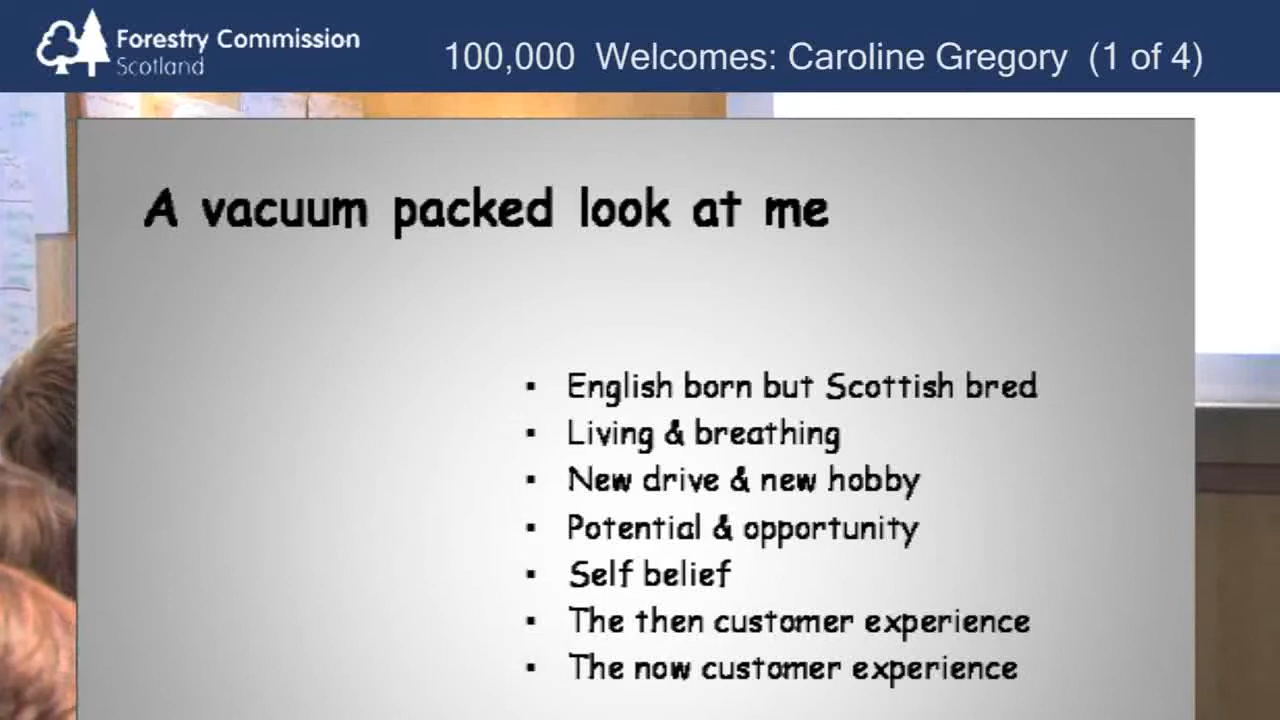 Forestry Commission
Scotland
100,000 Welcomes: Caroline Gregory (1 of 4)
A vacuum packed look at me
▪ English born but Scottish bred
▪ Living & breathing
▪ New drive & new hobby
▪ Potential & opportunity
▪ Self belief
▪ The then customer experience
▪ The now customer experience